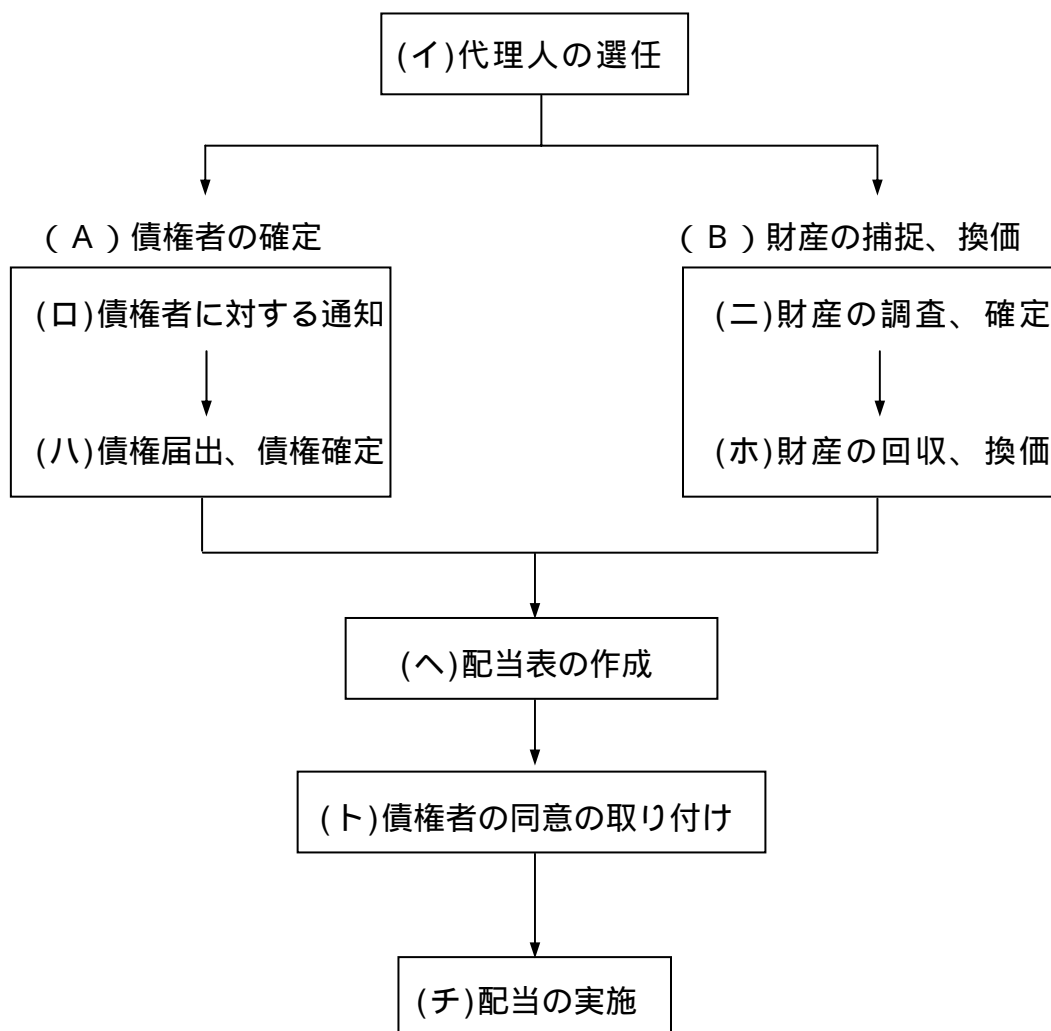 (イ)代理人の選任
（Ａ）債権者の確定
（Ｂ）財産の捕捉、換価
(ロ)債権者に対する通知
(ニ)財産の調査、確定
(ハ)債権届出、債権確定
(ホ)財産の回収、換価
(ヘ)配当表の作成
(ト)債権者の同意の取り付け
(チ)配当の実施